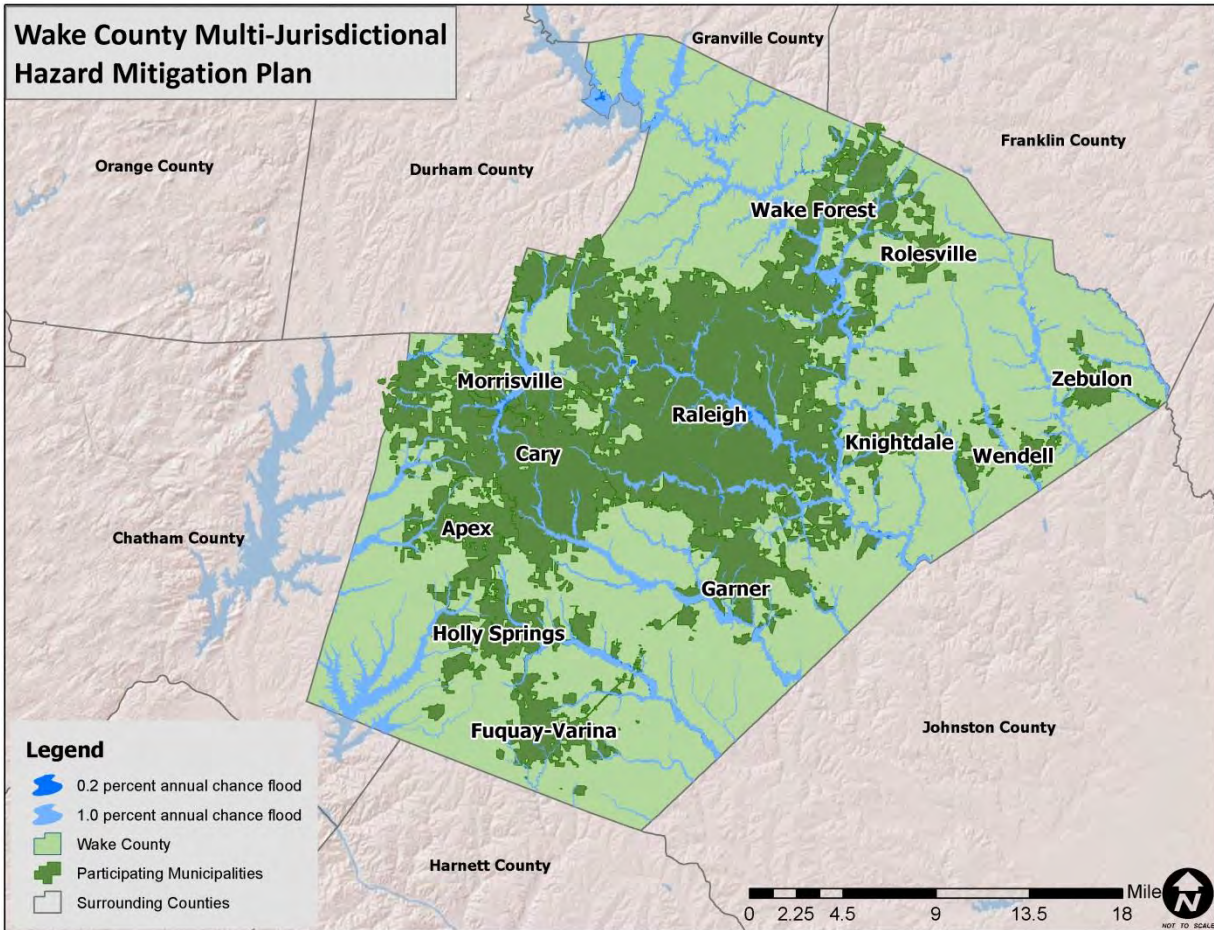 Wake County Multi-Jurisdictional
Hazard Mitigation Plan
Granville County
Franklin County
Orange County
Durham County
Wake Forest
Rolesville
Zebulon
Morrisville
Raleigh
Knightdale
Wendell
Cary
Apex
Chatham County
Garner
Holly Springs
Fuquay-Varina
Johnston County
Harnett County
Legend
0.2 percent annual chance flood
1.0 percent annual chance flood
Wake County
Participating Municipalities
Surrounding Counties
Mile
0 2.25 4.5 9 13.5 18
N
NOT TO SCALE